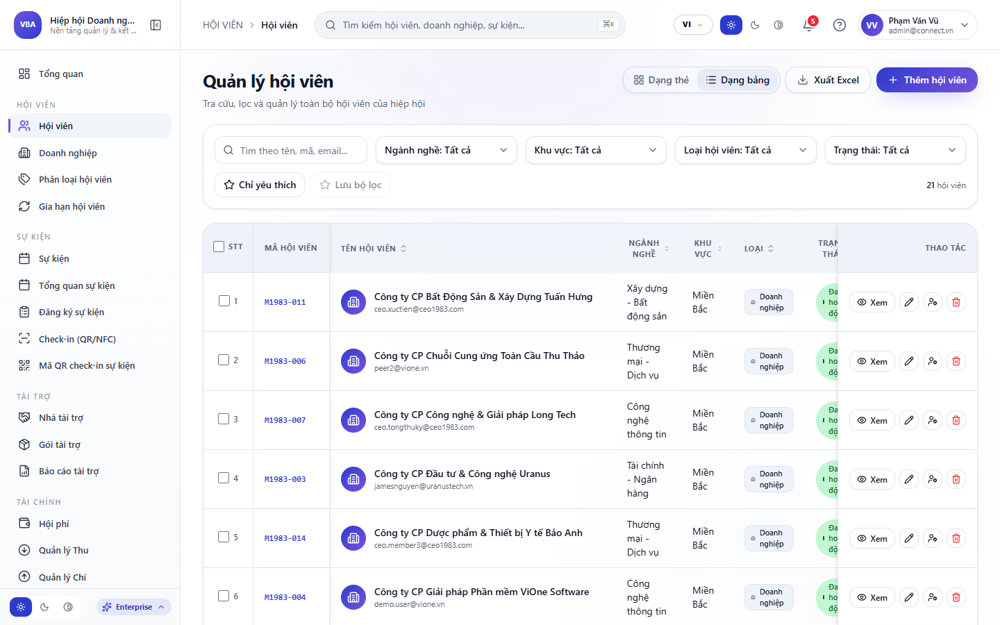 VBA
Hiệp hội Doanh ng...
Nền tảng quản lý & kết ...
HỘI VIÊN > Hội viên
Tìm kiếm hội viên, doanh nghiệp, sự kiện...
⌘K
VI
5
VV
Phạm Văn Vũ
admin@connect.vn
Tổng quan
HỘI VIÊN
Hội viên
Doanh nghiệp
Phân loại hội viên
Gia hạn hội viên
SỰ KIỆN
Sự kiện
Tổng quan sự kiện
Đăng ký sự kiện
Check-in (QR/NFC)
Mã QR check-in sự kiện
TÀI TRỢ
Nhà tài trợ
Gói tài trợ
Báo cáo tài trợ
TÀI CHÍNH
Hội phí
Quản lý Thu
Quản lý Chi
Enterprise
Quản lý hội viên
Tra cứu, lọc và quản lý toàn bộ hội viên của hiệp hội
Dạng thẻ
Dạng bảng
Xuất Excel
Thêm hội viên
Tìm theo tên, mã, email...
Ngành nghề: Tất cả
Khu vực: Tất cả
Loại hội viên: Tất cả
Trạng thái: Tất cả
Chỉ yêu thích
Lưu bộ lọc
21 hội viên
STT
MÃ HỘI VIÊN
TÊN HỘI VIÊN
NGÀNH
NGHỀ
KHU
VỰC
LOẠI
THAO TÁC
1
M1983-011
Công ty CP Bất Động Sản & Xây Dựng Tuấn Hưng
ceo.xuctien@ceo1983.com
Xây dựng
- Bất
động sản
Miền
Bắc
Doanh
nghiệp
Xem
2
M1983-006
Công ty CP Chuỗi Cung ứng Toàn Cầu Thu Thảo
peer2@vione.vn
Thương
mại -
Dịch vụ
Miền
Bắc
Doanh
nghiệp
Xem
3
M1983-007
Công ty CP Công nghệ & Giải pháp Long Tech
ceo.tongthuky@ceo1983.com
Công
nghệ
thông tin
Miền
Bắc
Doanh
nghiệp
Xem
4
M1983-003
Công ty CP Đầu tư & Công nghệ Uranus
jamesnguyen@uranustech.vn
Tài chính
- Ngân
hàng
Miền
Bắc
Doanh
nghiệp
Xem
5
M1983-014
Công ty CP Dược phẩm & Thiết bị Y tế Bảo Anh
ceo.member3@ceo1983.com
Thương
mại -
Dịch vụ
Miền
Bắc
Doanh
nghiệp
Xem
6
M1983-004
Công ty CP Giải pháp Phần mềm ViOne Software
demo.user@vione.vn
Công
nghệ
thông tin
Miền
Bắc
Doanh
nghiệp
Xem